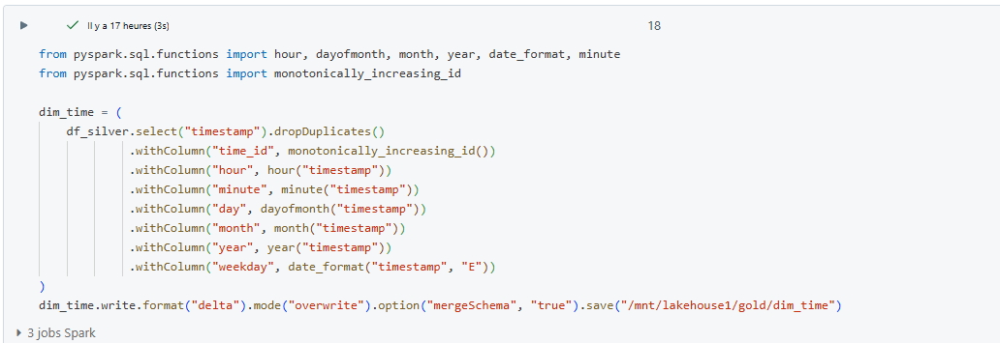 Il y a 17 heures (3s)
18
from pyspark.sql.functions import hour, dayofmonth, month, year, date_format, minute
from pyspark.sql.functions import monotonically_increasing_id
dim_time = (
    df_silver.select("timestamp").dropDuplicates()
             .withColumn("time_id", monotonically_increasing_id())
             .withColumn("hour", hour("timestamp"))
             .withColumn("minute", minute("timestamp"))
             .withColumn("day", dayofmonth("timestamp"))
             .withColumn("month", month("timestamp"))
             .withColumn("year", year("timestamp"))
             .withColumn("weekday", date_format("timestamp", "E"))
)
dim_time.write.format("delta").mode("overwrite").option("mergeSchema", "true").save("/mnt/lakehouse1/gold/dim_time")
3 jobs Spark